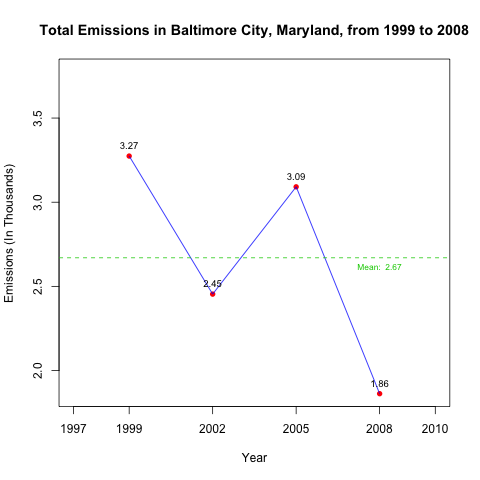 Total Emissions in Baltimore City, Maryland, from 1999 to 2008
Emissions (In Thousands)
3.5
3.0
2.5
2.0
3.27
2.45
3.09
1.86
Mean: 2.67
1997 1999 2002 2005 2008 2010
Year